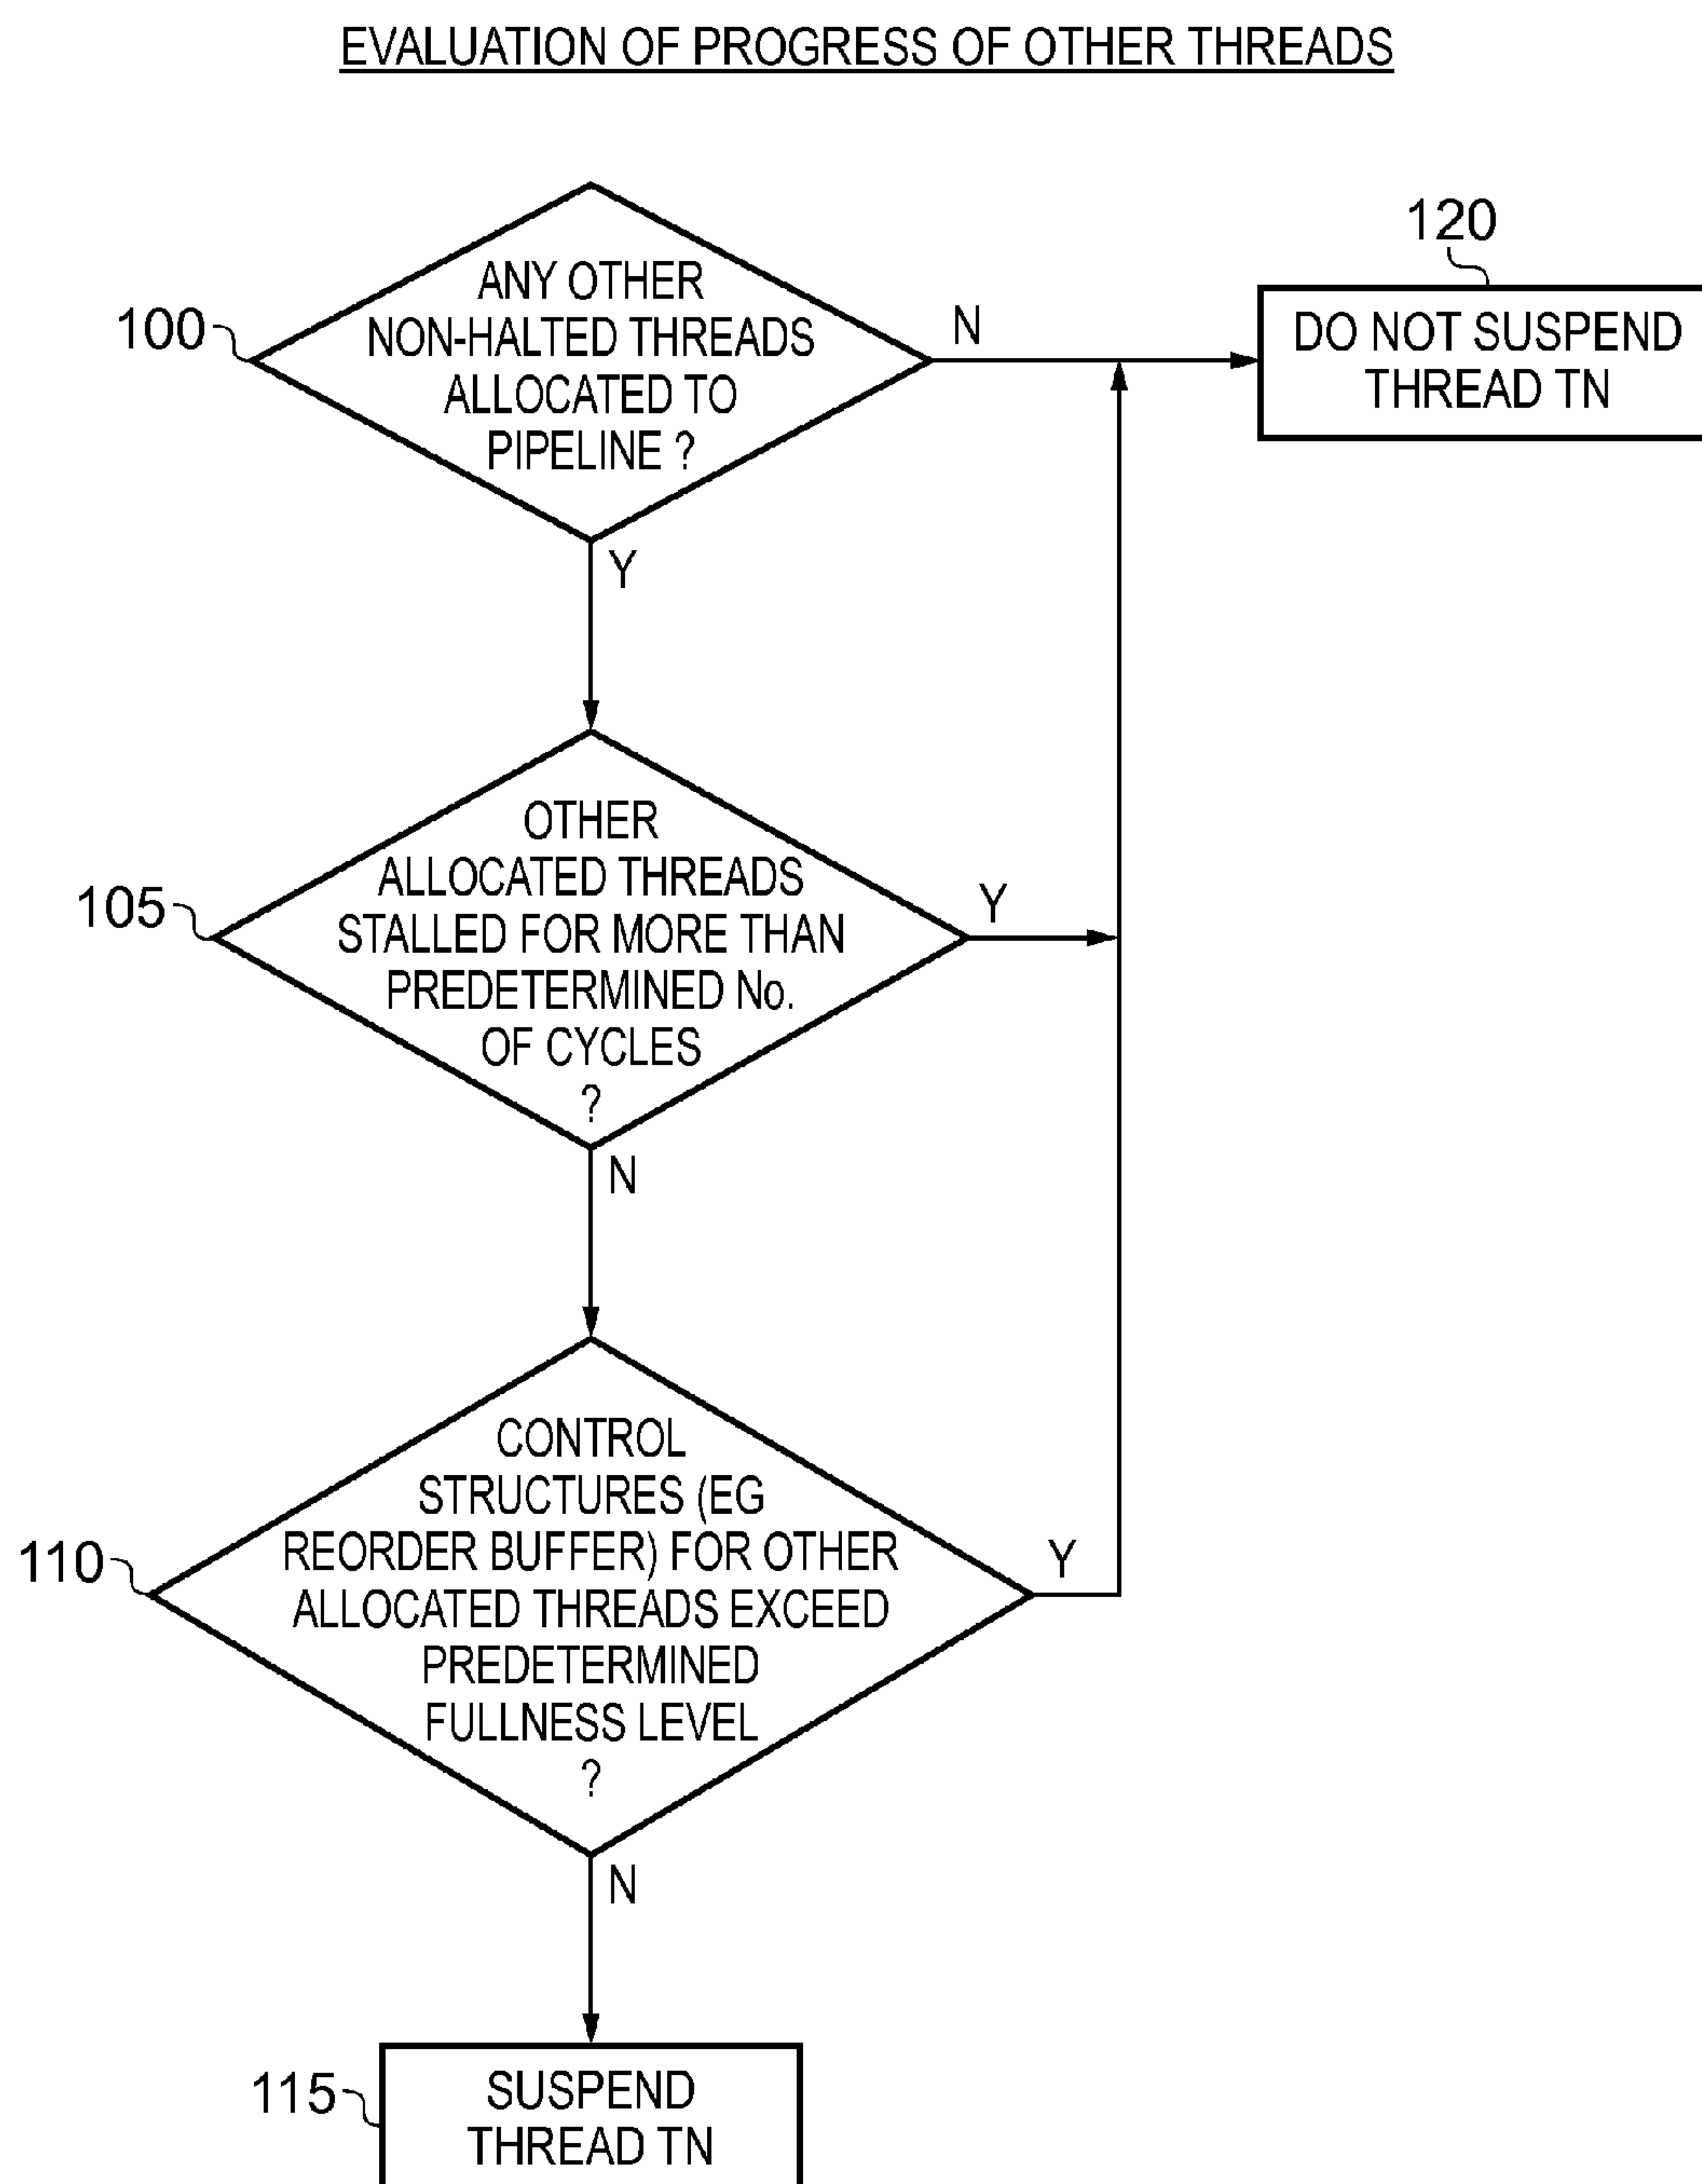 EVALUATION OF PROGRESS OF OTHER THREADS
120
DO NOT SUSPEND
THREAD TN
100
ANY OTHER
NON-HALTED THREADS
ALLOCATED TO
PIPELINE ?
N
Y
105
OTHER
ALLOCATED THREADS
STALLED FOR MORE THAN
PREDETERMINED No.
OF CYCLES
?
Y
N
110
CONTROL
STRUCTURES (EG
REORDER BUFFER) FOR OTHER
ALLOCATED THREADS EXCEED
PREDETERMINED
FULLNESS LEVEL
?
Y
N
115
SUSPEND
THREAD TN